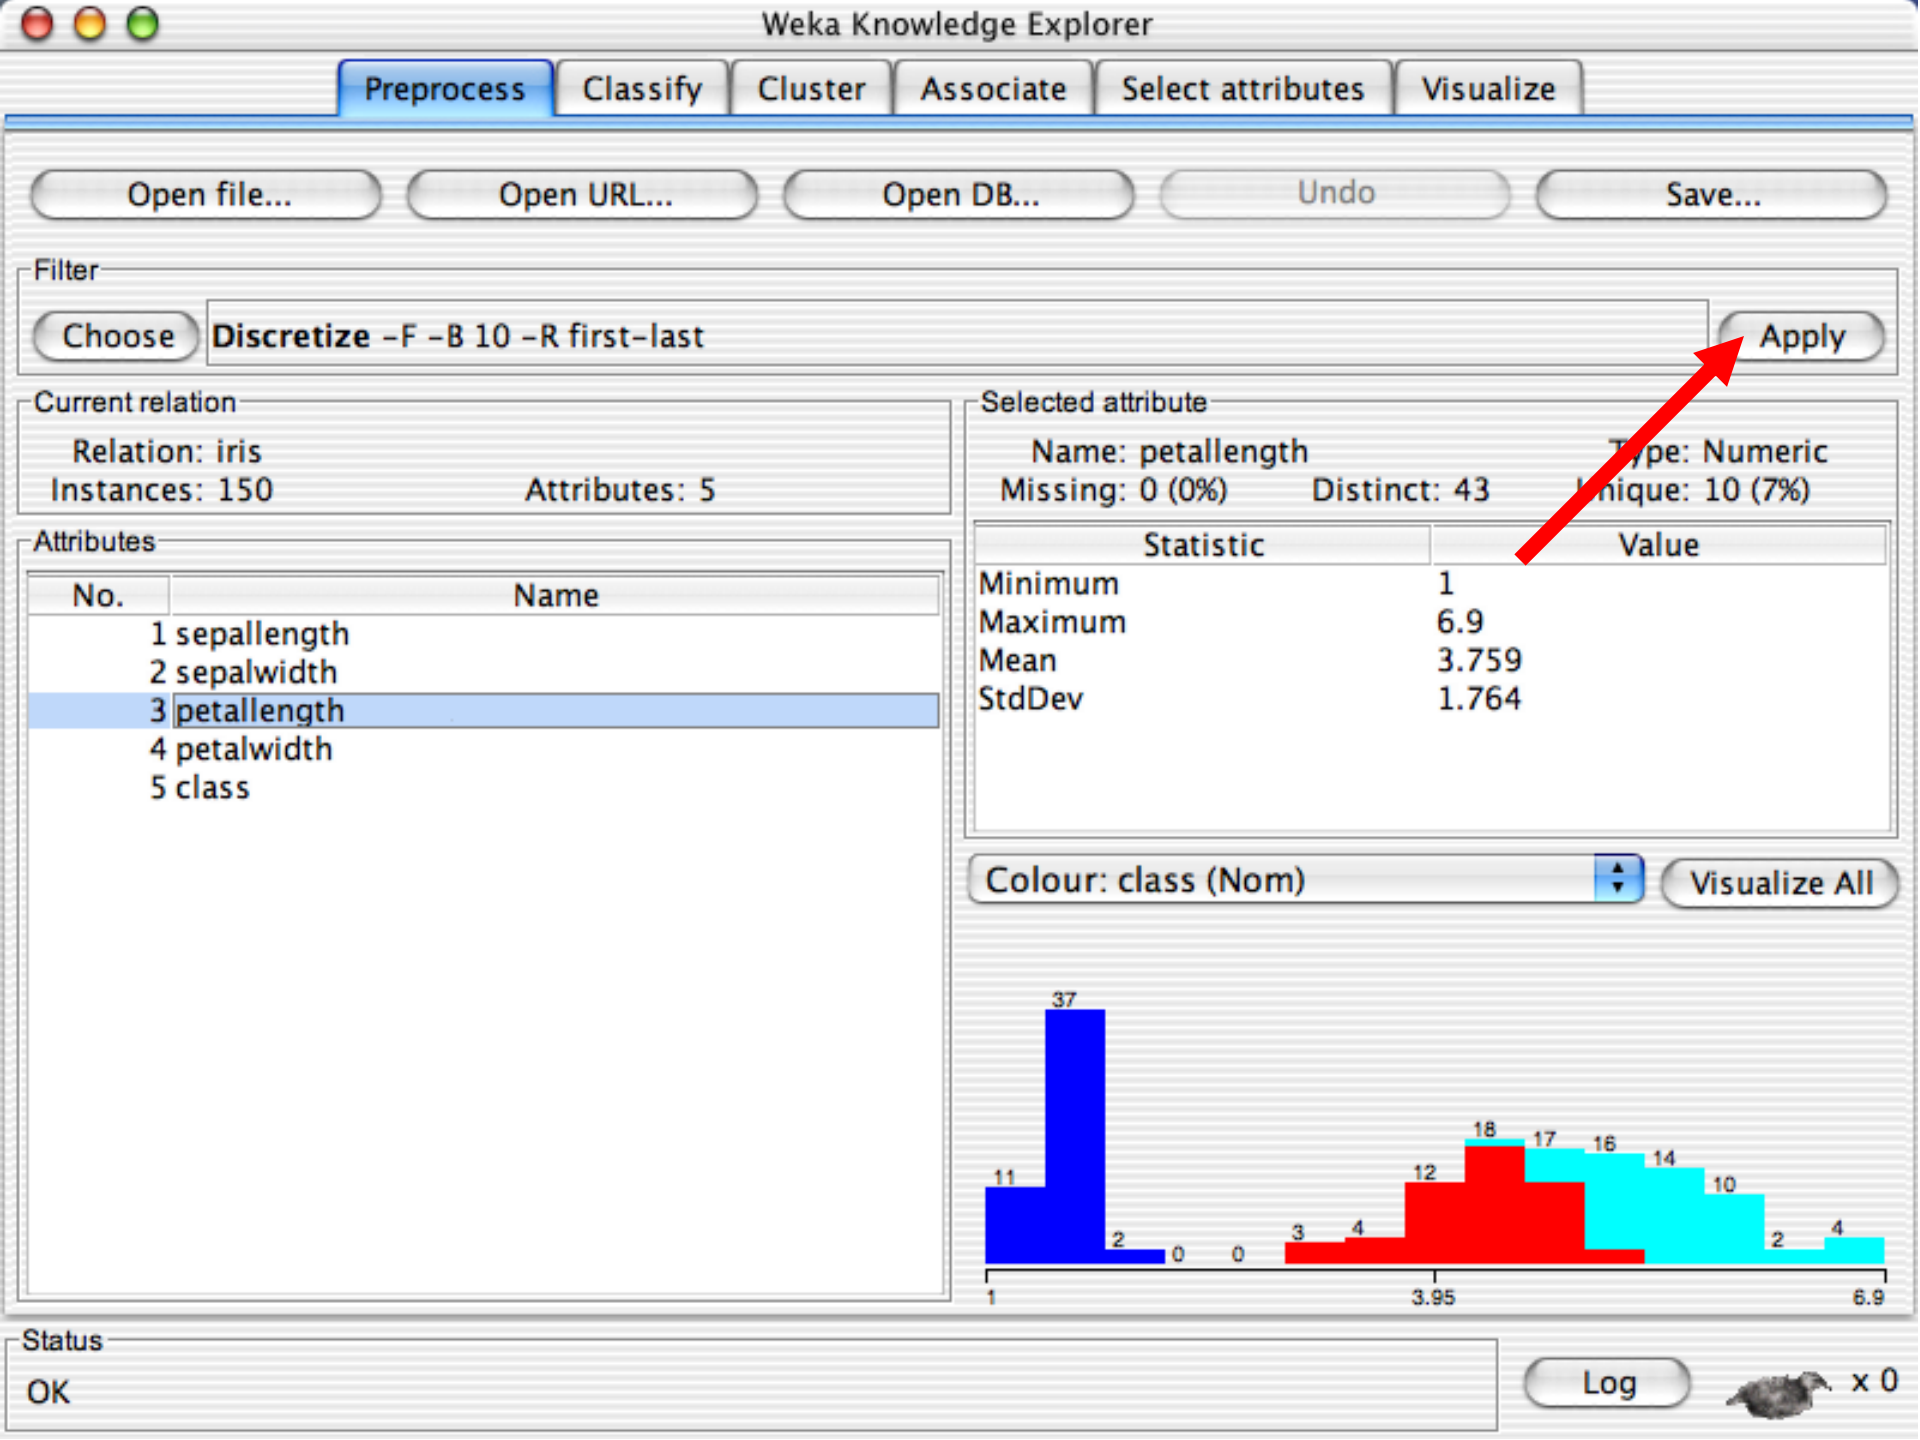 Weka Knowledge Explorer
Preprocess Classify Cluster Associate Select attributes Visualize
Open file... Open URL... Open DB... Undo Save...
Filter
Choose Discretize -F -B 10 -R first-last Apply
Current relation
Relation: iris
Instances: 150 Attributes: 5
Selected attribute
Name: petallength Type: Numeric
Missing: 0 (0%) Distinct: 43 Unique: 10 (7%)
Attributes
No. Name
1 sepallength
2 sepalwidth
3 petallength
4 petalwidth
5 class
Statistic Value
Minimum 1
Maximum 6.9
Mean 3.759
StdDev 1.764
Colour: class (Nom) Visualize All
11 37 2 0 0 3 4 12 18 17 16 14 10 2 4
1 3.95 6.9
Status
OK
Log x 0